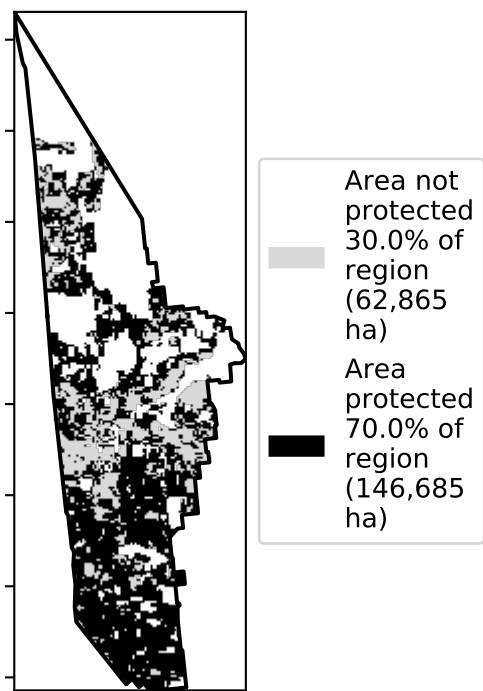 Area not
protected
30.0% of
region
(62,865
ha)
Area
protected
70.0% of
region
(146,685
ha)